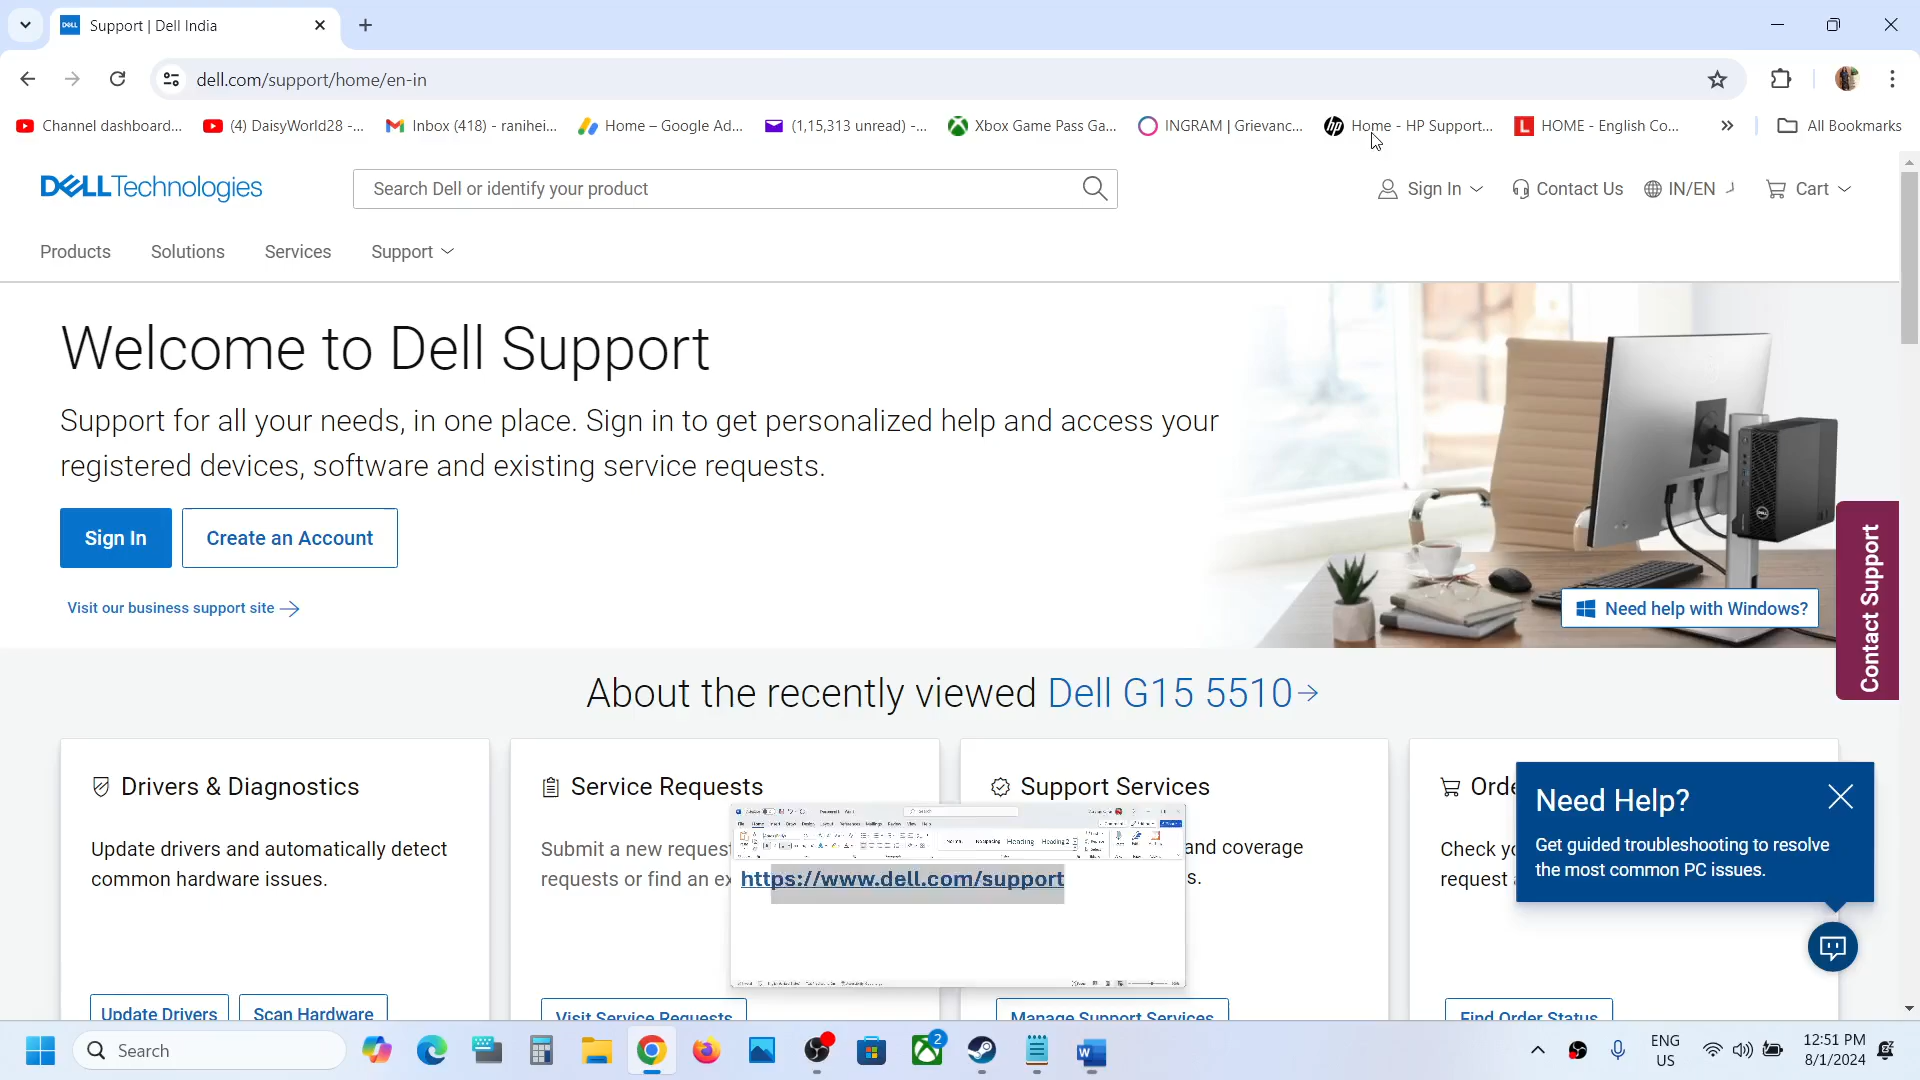 Support | Dell India
dell.com/support/home/en-in
Channel dashboard...
(4) DaisyWorld28 -...
Inbox (418) - ranihei...
Home – Google Ad...
(1,15,313 unread) -...
Xbox Game Pass Ga...
INGRAM | Grievanc...
Home - HP Support...
HOME - English Co...
All Bookmarks
DELLTechnologies
Search Dell or identify your product
Sign In
Contact Us
IN/EN
Cart
Products
Solutions
Services
Support
Welcome to Dell Support
Support for all your needs, in one place. Sign in to get personalized help and access your
registered devices, software and existing service requests.
Sign In
Create an Account
Visit our business support site
Need help with Windows?
Contact Support
About the recently viewed Dell G15 5510
Drivers & Diagnostics
Update drivers and automatically detect
common hardware issues.
Update Drivers
Scan Hardware
Service Requests
Submit a new reques
requests or find an ex
Visit Service Requests
Support Services
and coverage
s.
Manage Support Services
https://www.dell.com/support
Orde
Check yo
request
Find Order Status
Need Help?
Get guided troubleshooting to resolve
the most common PC issues.
Search
2
ENG
US
12:51 PM
8/1/2024